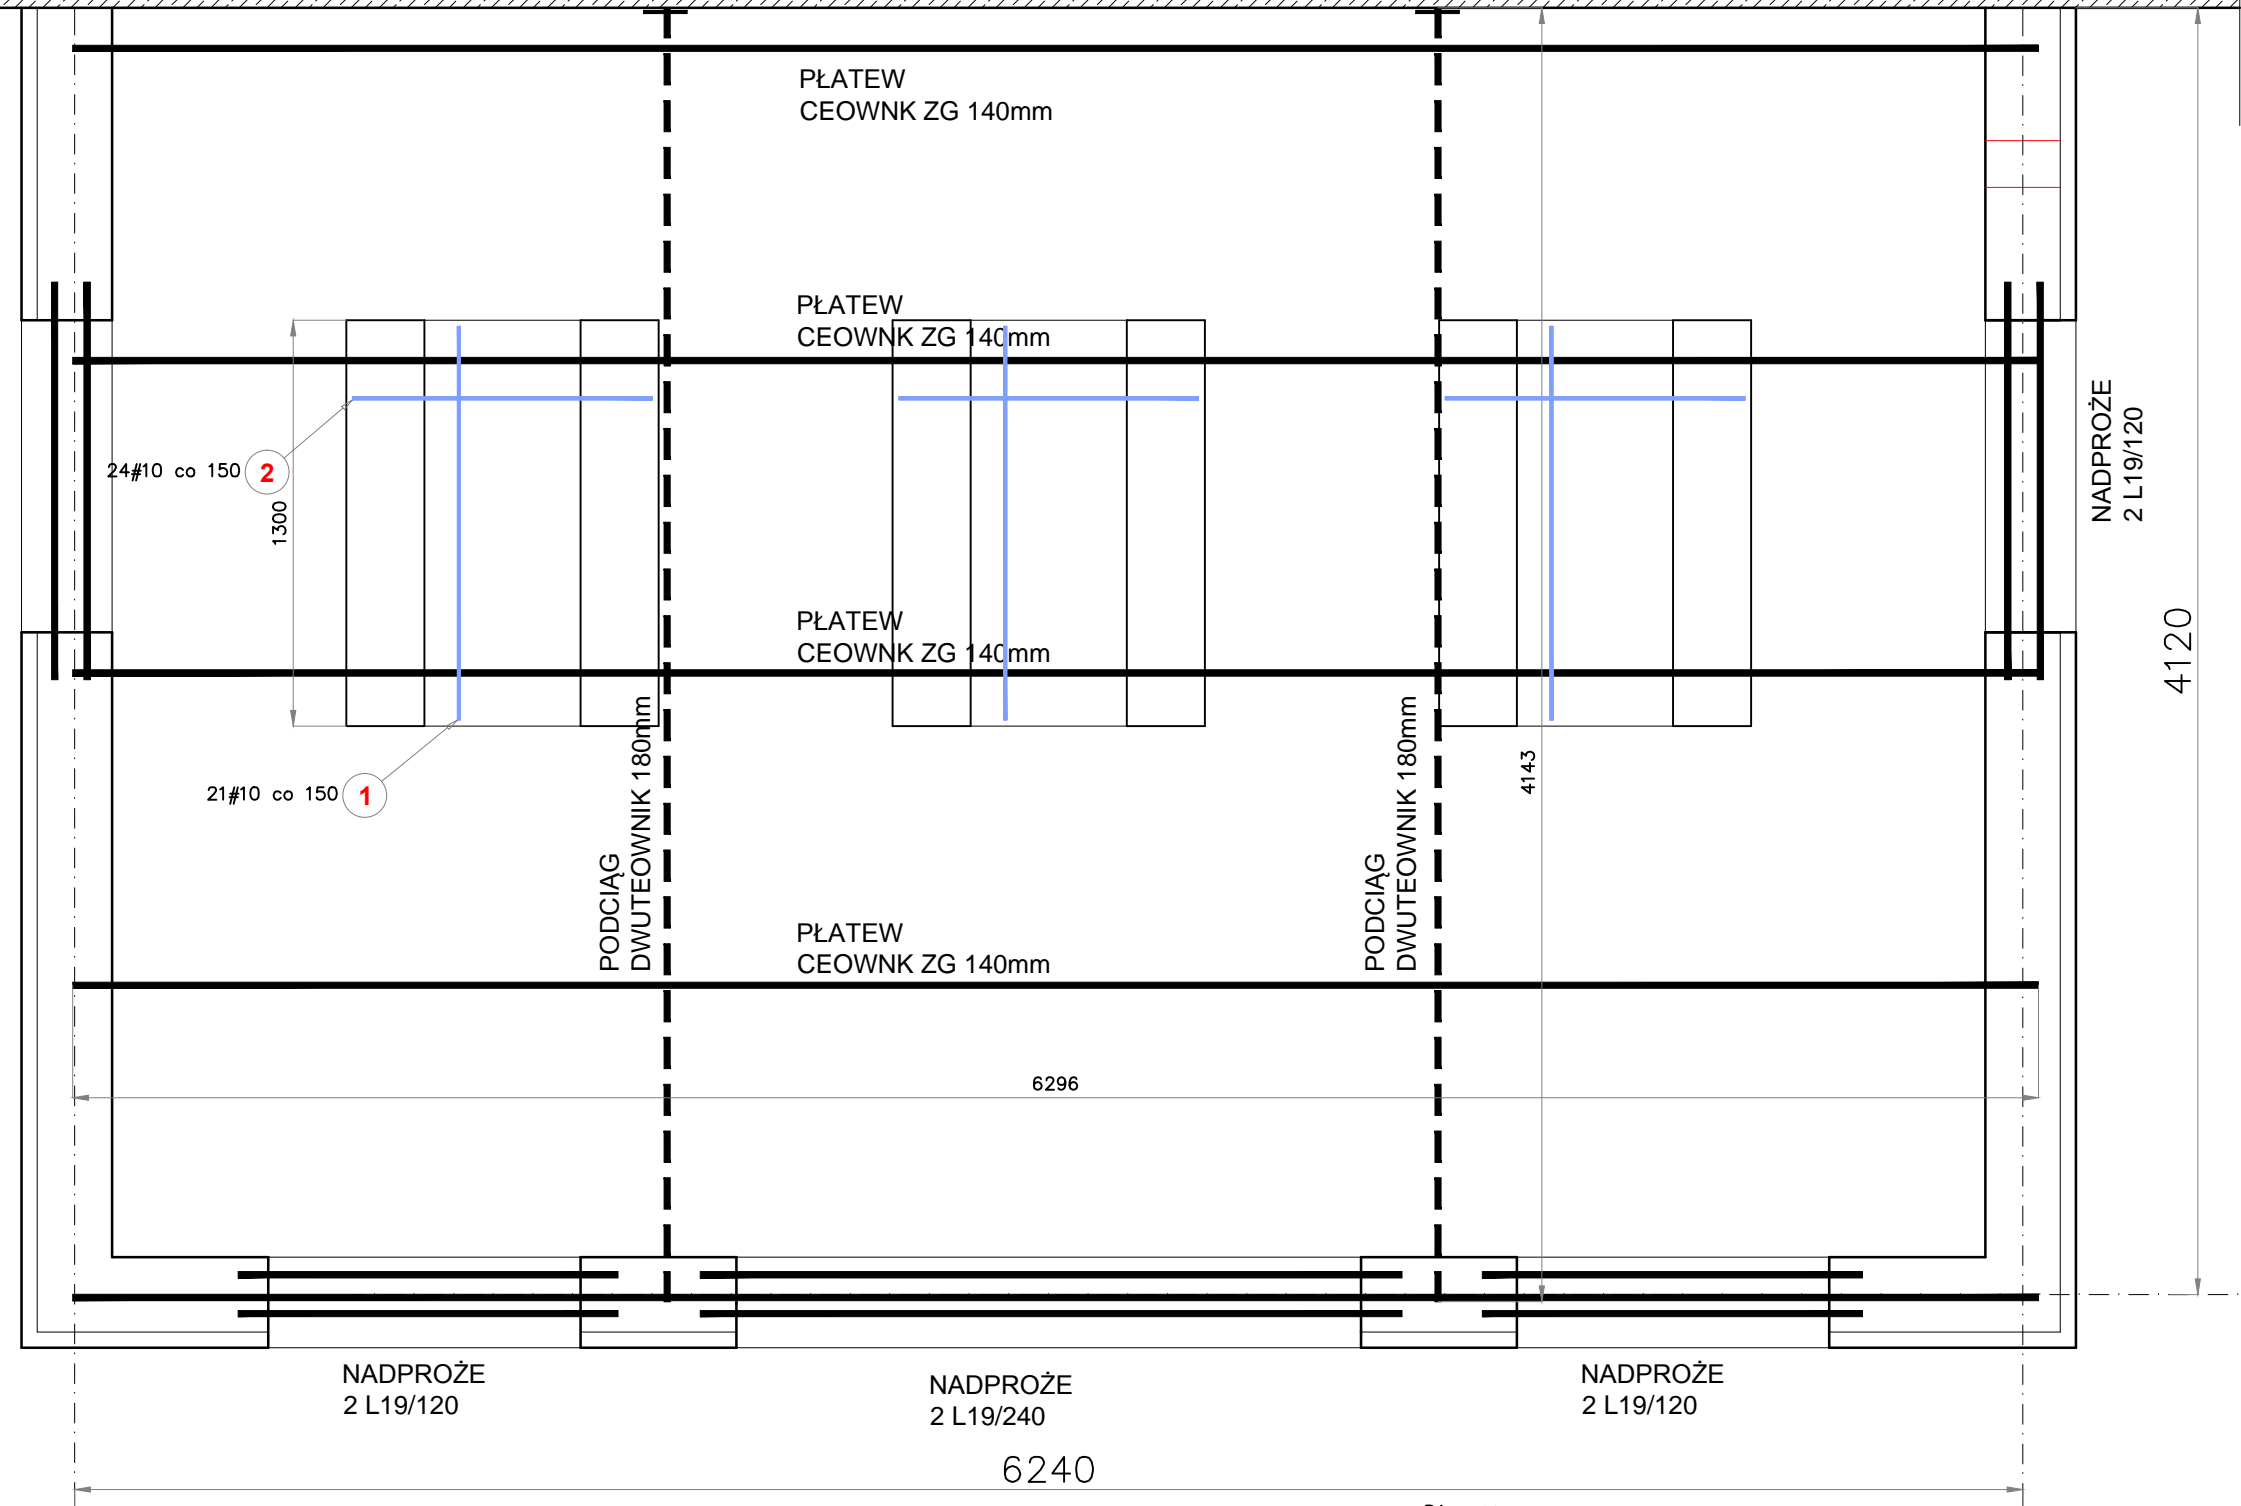 PŁATEW
CEOWNK ZG 140mm
PŁATEW
CEOWNK ZG 140mm
NADPROŻE
2 L19/120
24#10 co 150
2
1300
PŁATEW
CEOWNK ZG 140mm
4120
21#10 co 150
1
4143
PODCIĄG
DWUTEOWNIK 180mm
PODCIĄG
DWUTEOWNIK 180mm
PŁATEW
CEOWNK ZG 140mm
6296
NADPROŻE
2 L19/120
NADPROŻE
2 L19/240
NADPROŻE
2 L19/120
6240